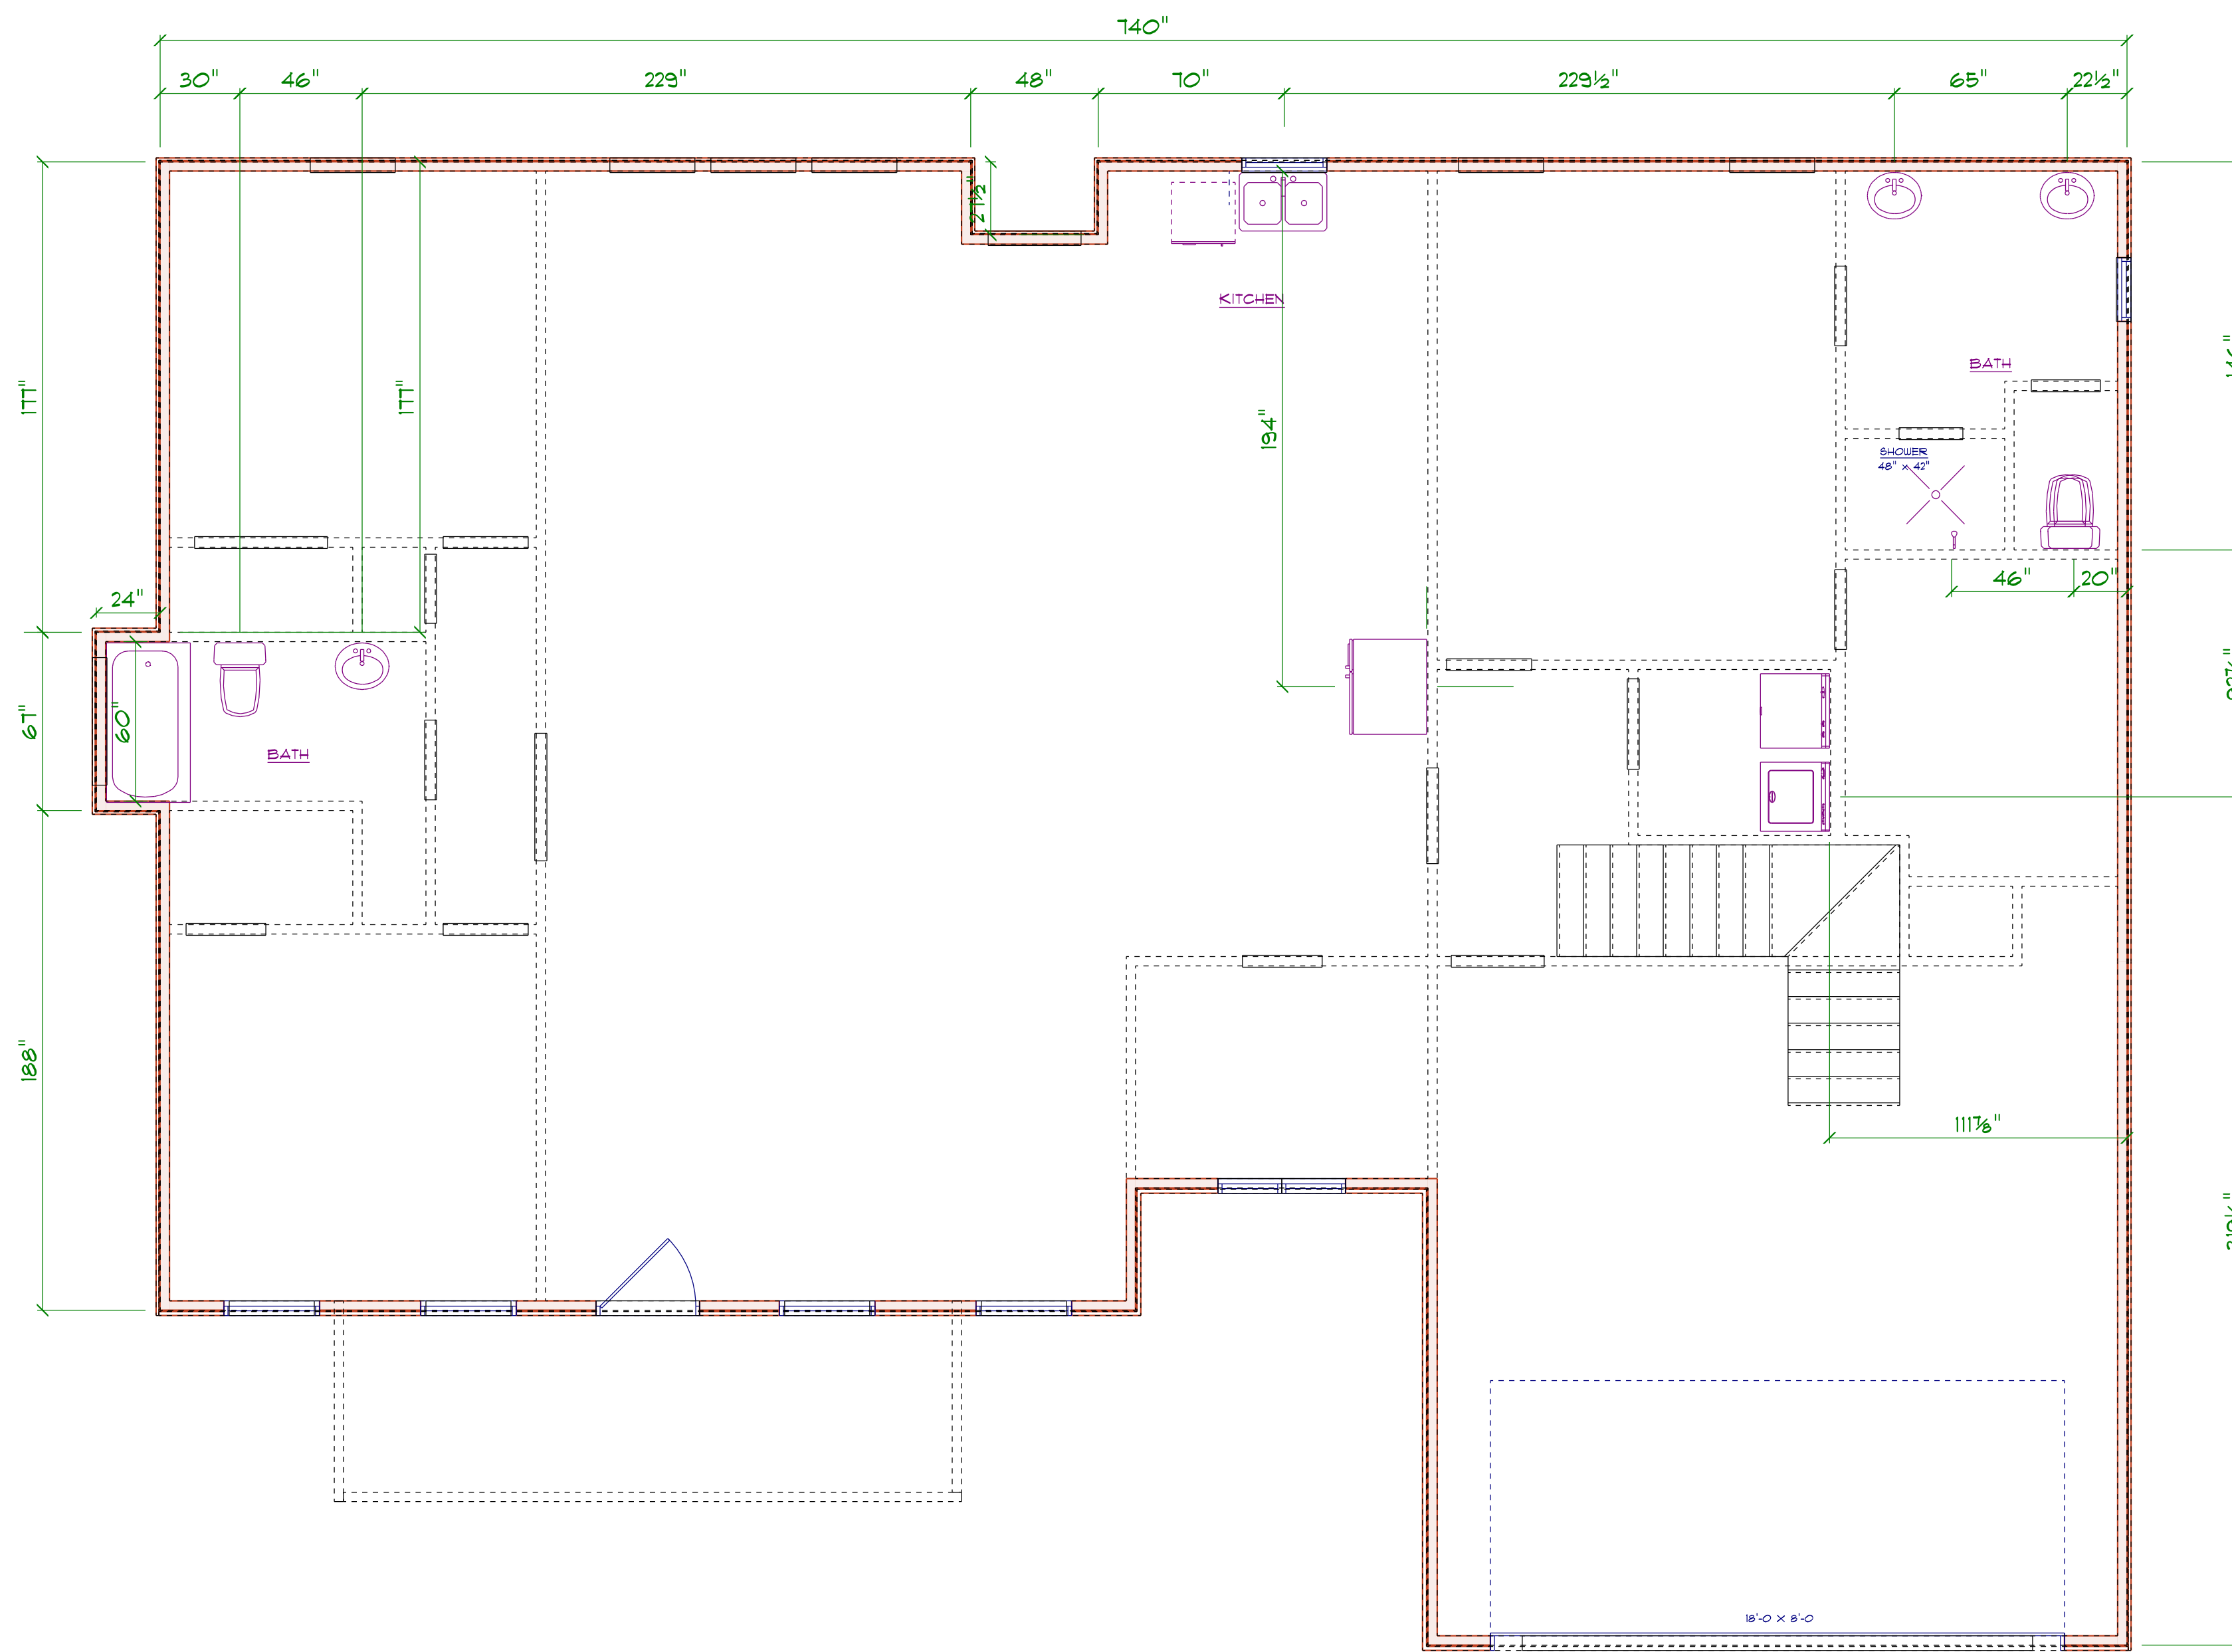 740"
30" 46" 229" 48" 70" 229½" 65" 22½"
27½"
KITCHEN
BATH
177"
177"
194"
SHOWER
48" x 42"
46" 20"
24"
67"
60"
BATH
188"
111⅞"
18'-0 X 8'-0